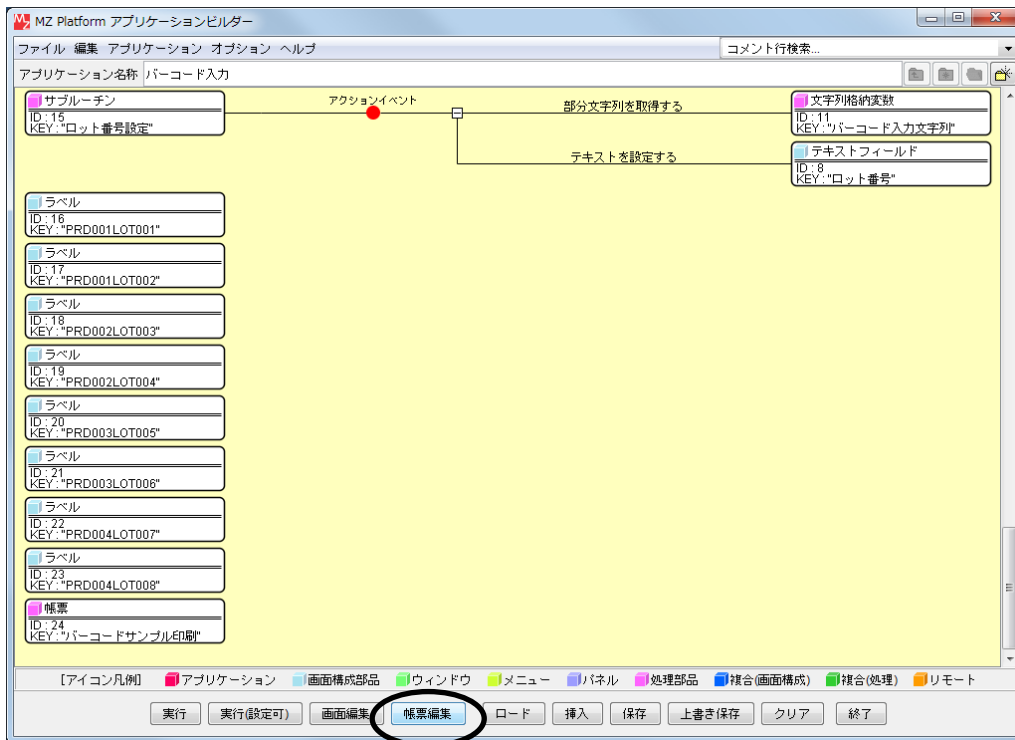 MZ Platform アプリケーションビルダー
ファイル 編集 アプリケーション オプション ヘルプ
コメント行検索...
アプリケーション名称 バーコード入力
サブルーチン
ID : 15
KEY : "ロット番号設定"
アクションイベント
部分文字列を取得する
文字列格納変数
ID : 11
KEY : "バーコード入力文字列"
テキストを設定する
テキストフィールド
ID : 8
KEY : "ロット番号"
ラベル
ID : 16
KEY : "PRD001LOT001"
ラベル
ID : 17
KEY : "PRD001LOT002"
ラベル
ID : 18
KEY : "PRD002LOT003"
ラベル
ID : 19
KEY : "PRD002LOT004"
ラベル
ID : 20
KEY : "PRD003LOT005"
ラベル
ID : 21
KEY : "PRD003LOT006"
ラベル
ID : 22
KEY : "PRD004LOT007"
ラベル
ID : 23
KEY : "PRD004LOT008"
帳票
ID : 24
KEY : "バーコードサンプル印刷"
[アイコン凡例] アプリケーション 画面構成部品 ウィンドウ メニュー パネル 処理部品 複合(画面構成) 複合(処理) リモート
実行 実行(設定可) 画面編集 帳票編集 ロード 挿入 保存 上書き保存 クリア 終了